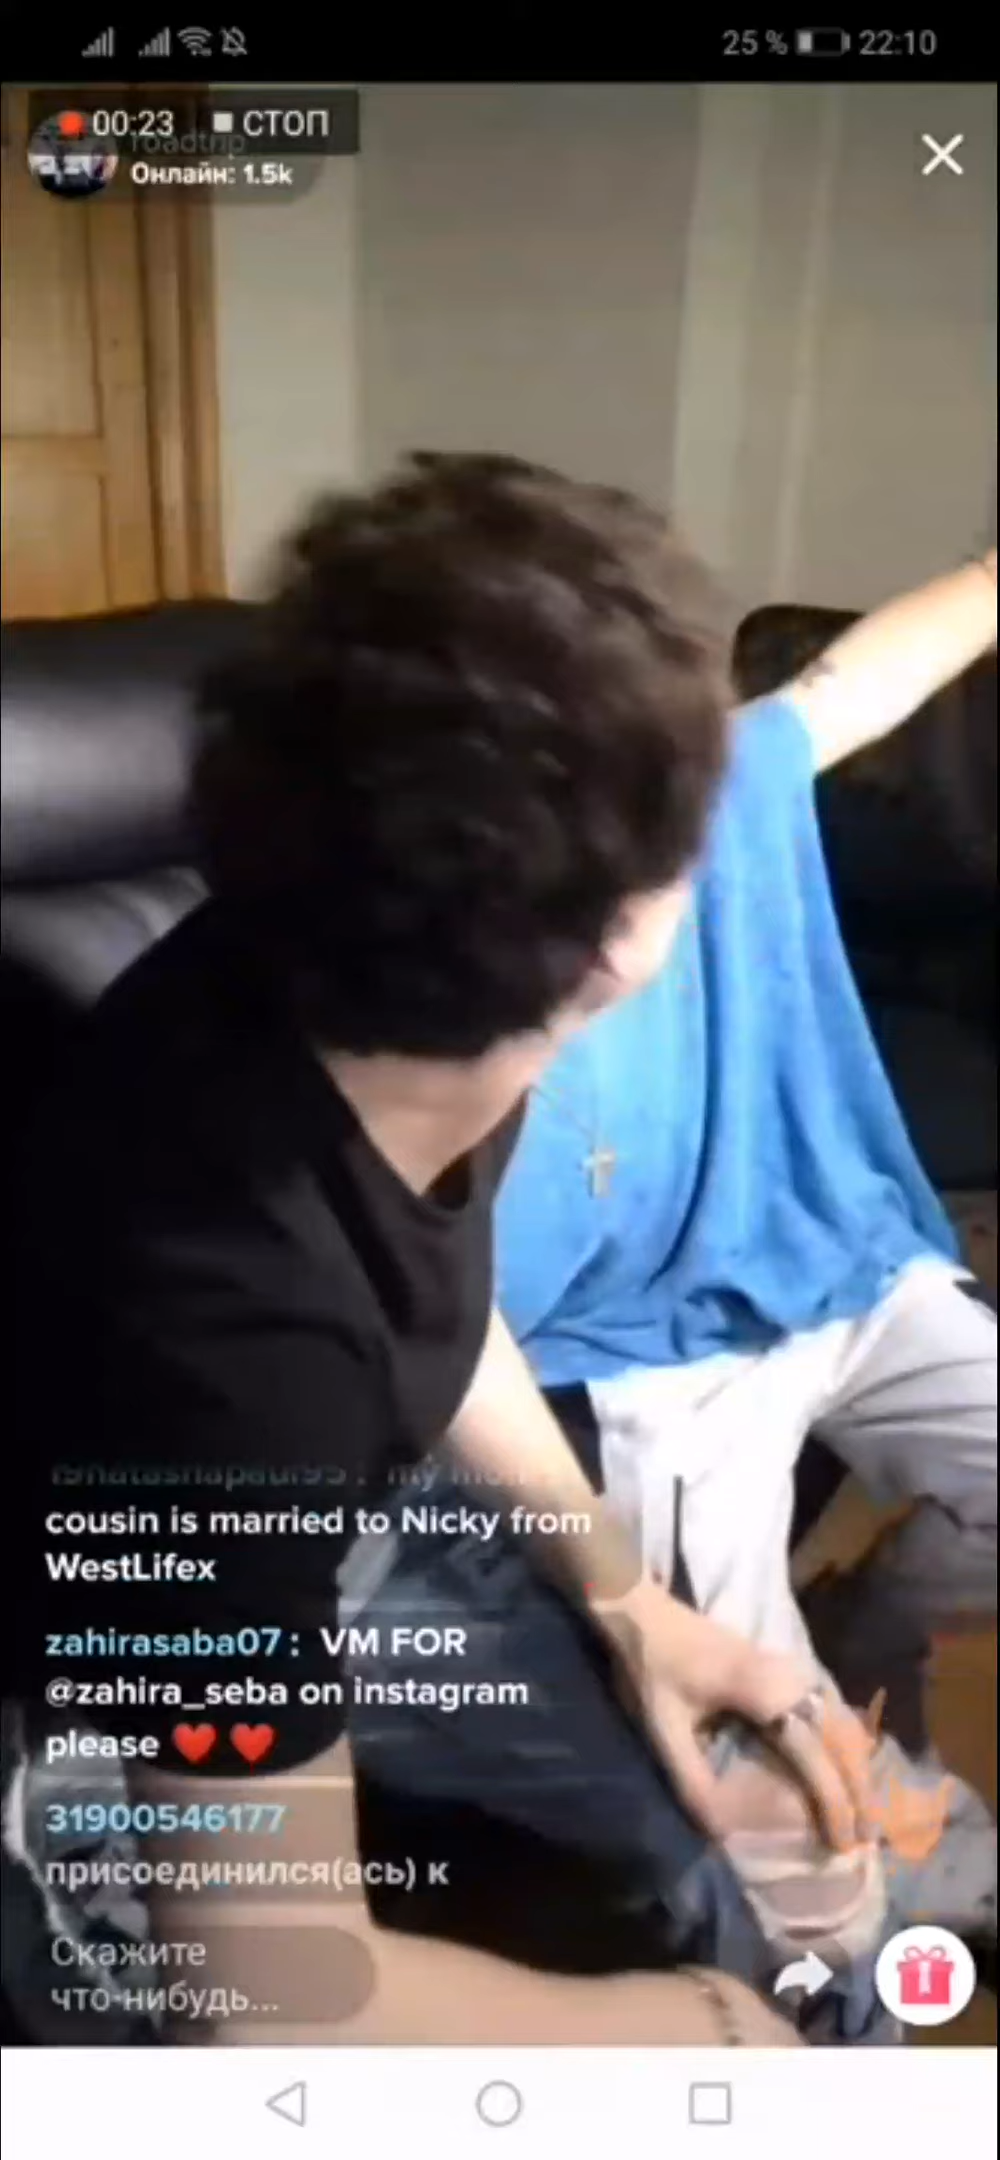 25 % 22:10
00:23 СТОП
roadtrip
Онлайн: 1.5k
cousin is married to Nicky from
WestLifex
zahirasaba07 : VM FOR
@zahira_seba on instagram
please ❤️ ❤️
31900546177
присоединился(ась) к
Скажите
что-нибудь...